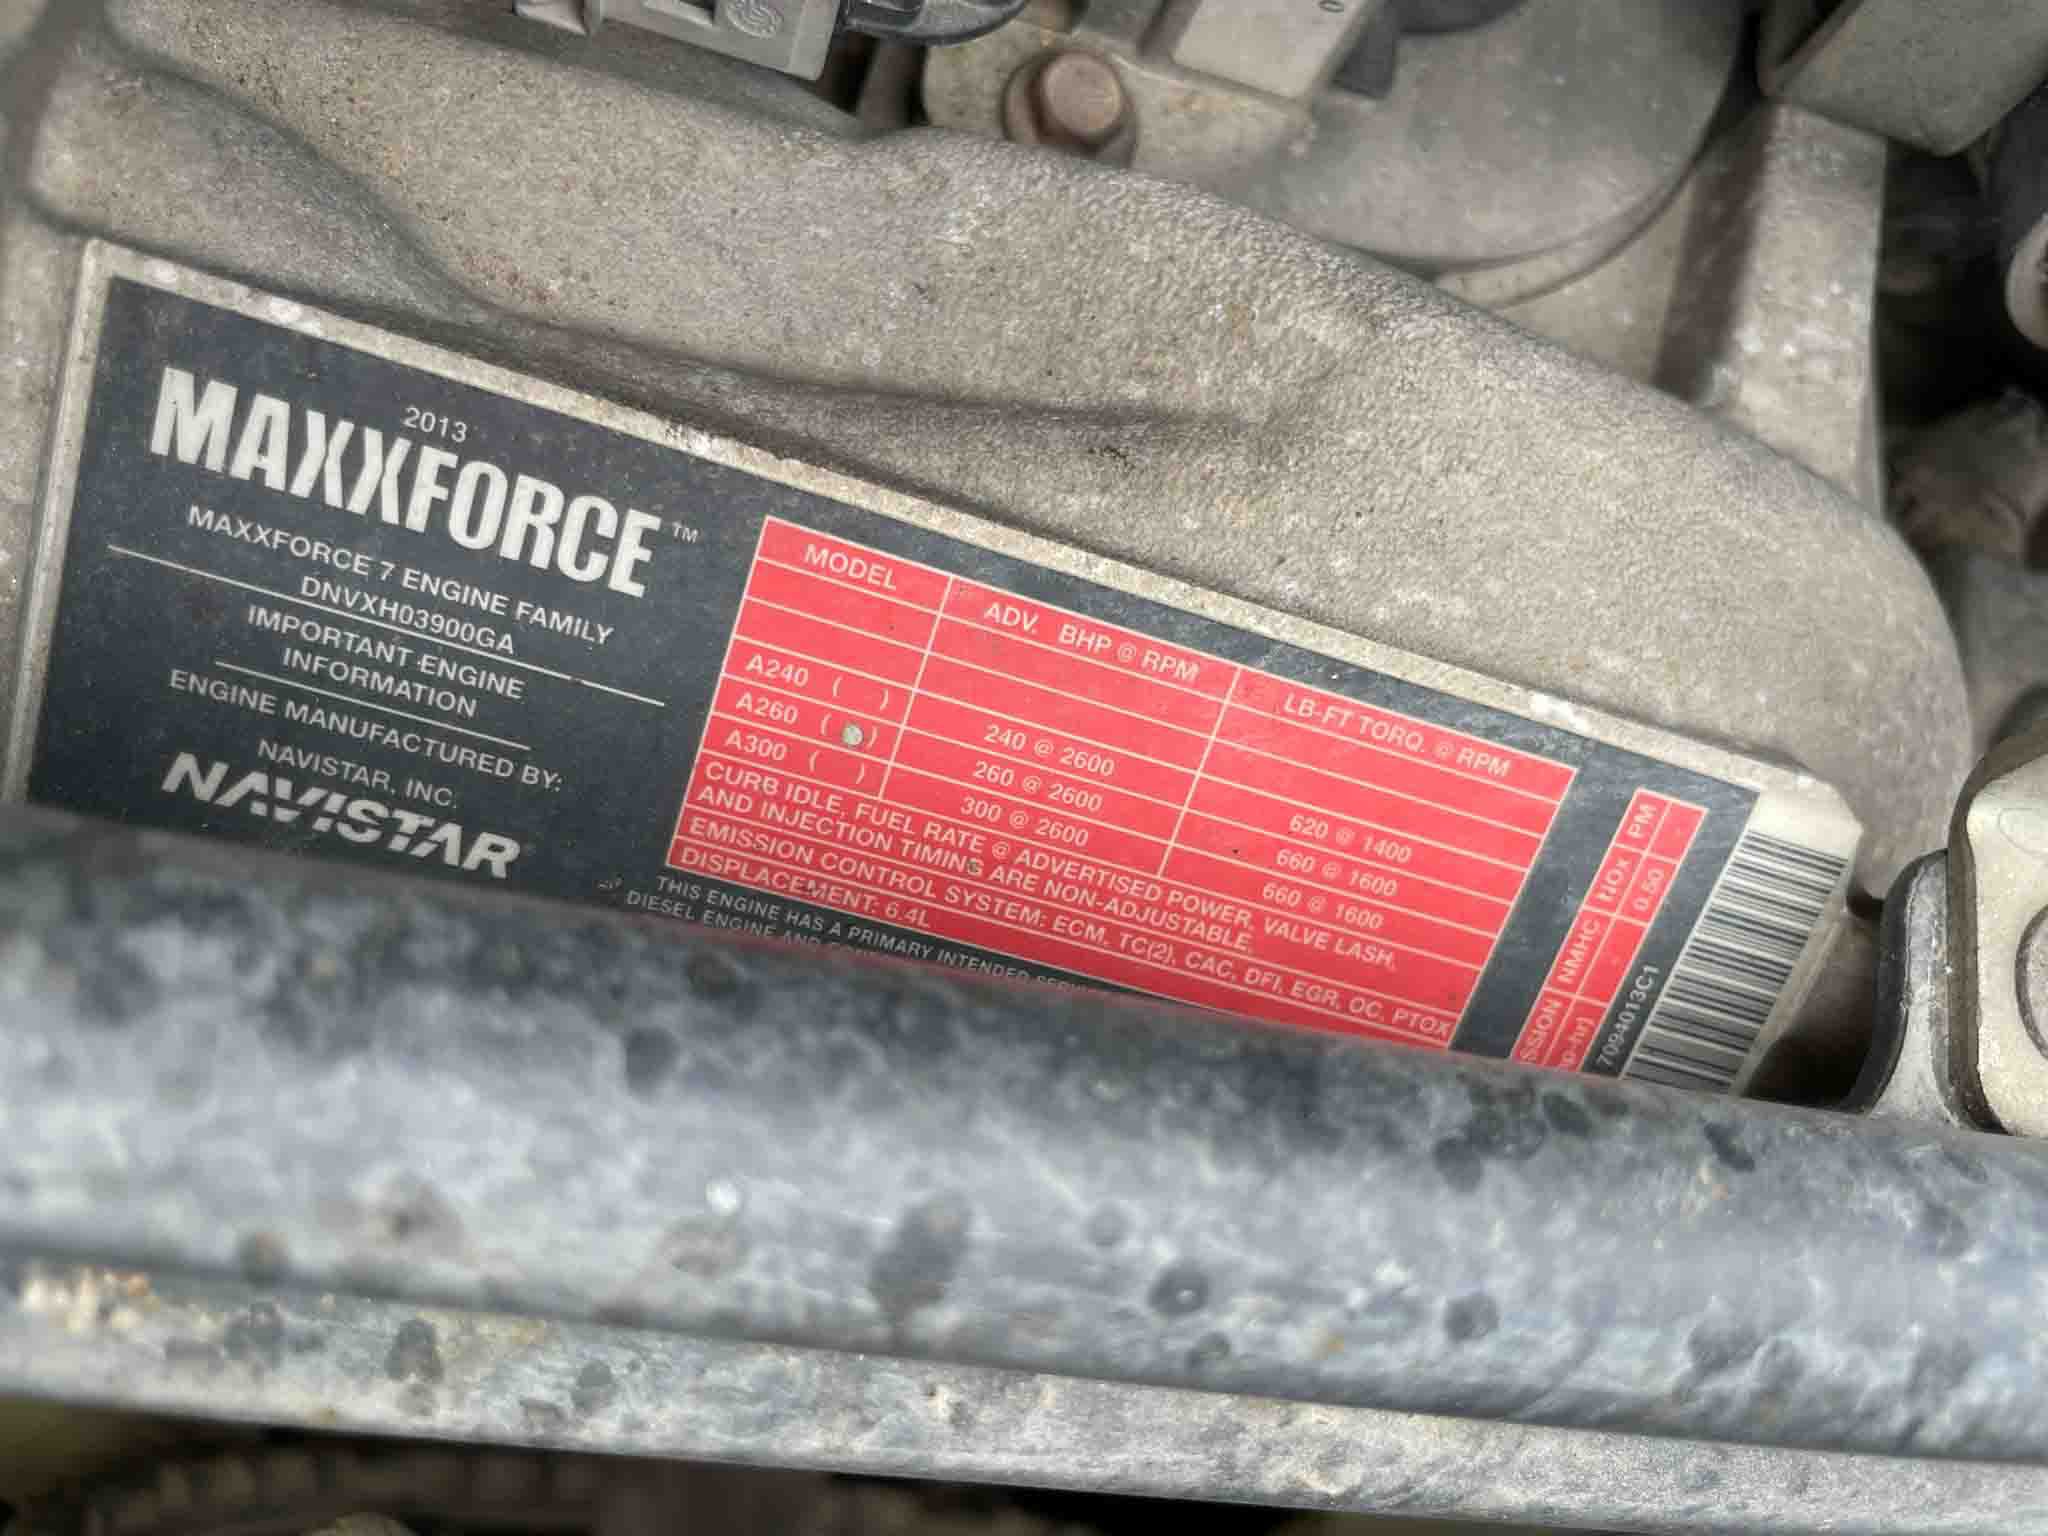 2013
MAXXFORCE™
MAXXFORCE 7 ENGINE FAMILY
DNVXH03900GA
IMPORTANT ENGINE
INFORMATION
ENGINE MANUFACTURED BY:
NAVISTAR, INC.
NAVISTAR
MODEL ADV. BHP @ RPM LB-FT TORQ. @ RPM
A240 ( ) 240 @ 2600 620 @ 1400
A260 ( ) 260 @ 2600 660 @ 1600
A300 ( ) 300 @ 2600 660 @ 1600
CURB IDLE, FUEL RATE @ ADVERTISED POWER, VALVE LASH,
AND INJECTION TIMING ARE NON-ADJUSTABLE.
EMISSION CONTROL SYSTEM: ECM, TC(2), CAC, DFI, EGR, OC, PTOX
DISPLACEMENT: 6.4L
THIS ENGINE HAS A PRIMARY INTENDED
DIESEL ENGINE AND
NMHC NOX PM
- 0.50 -
7094013C1